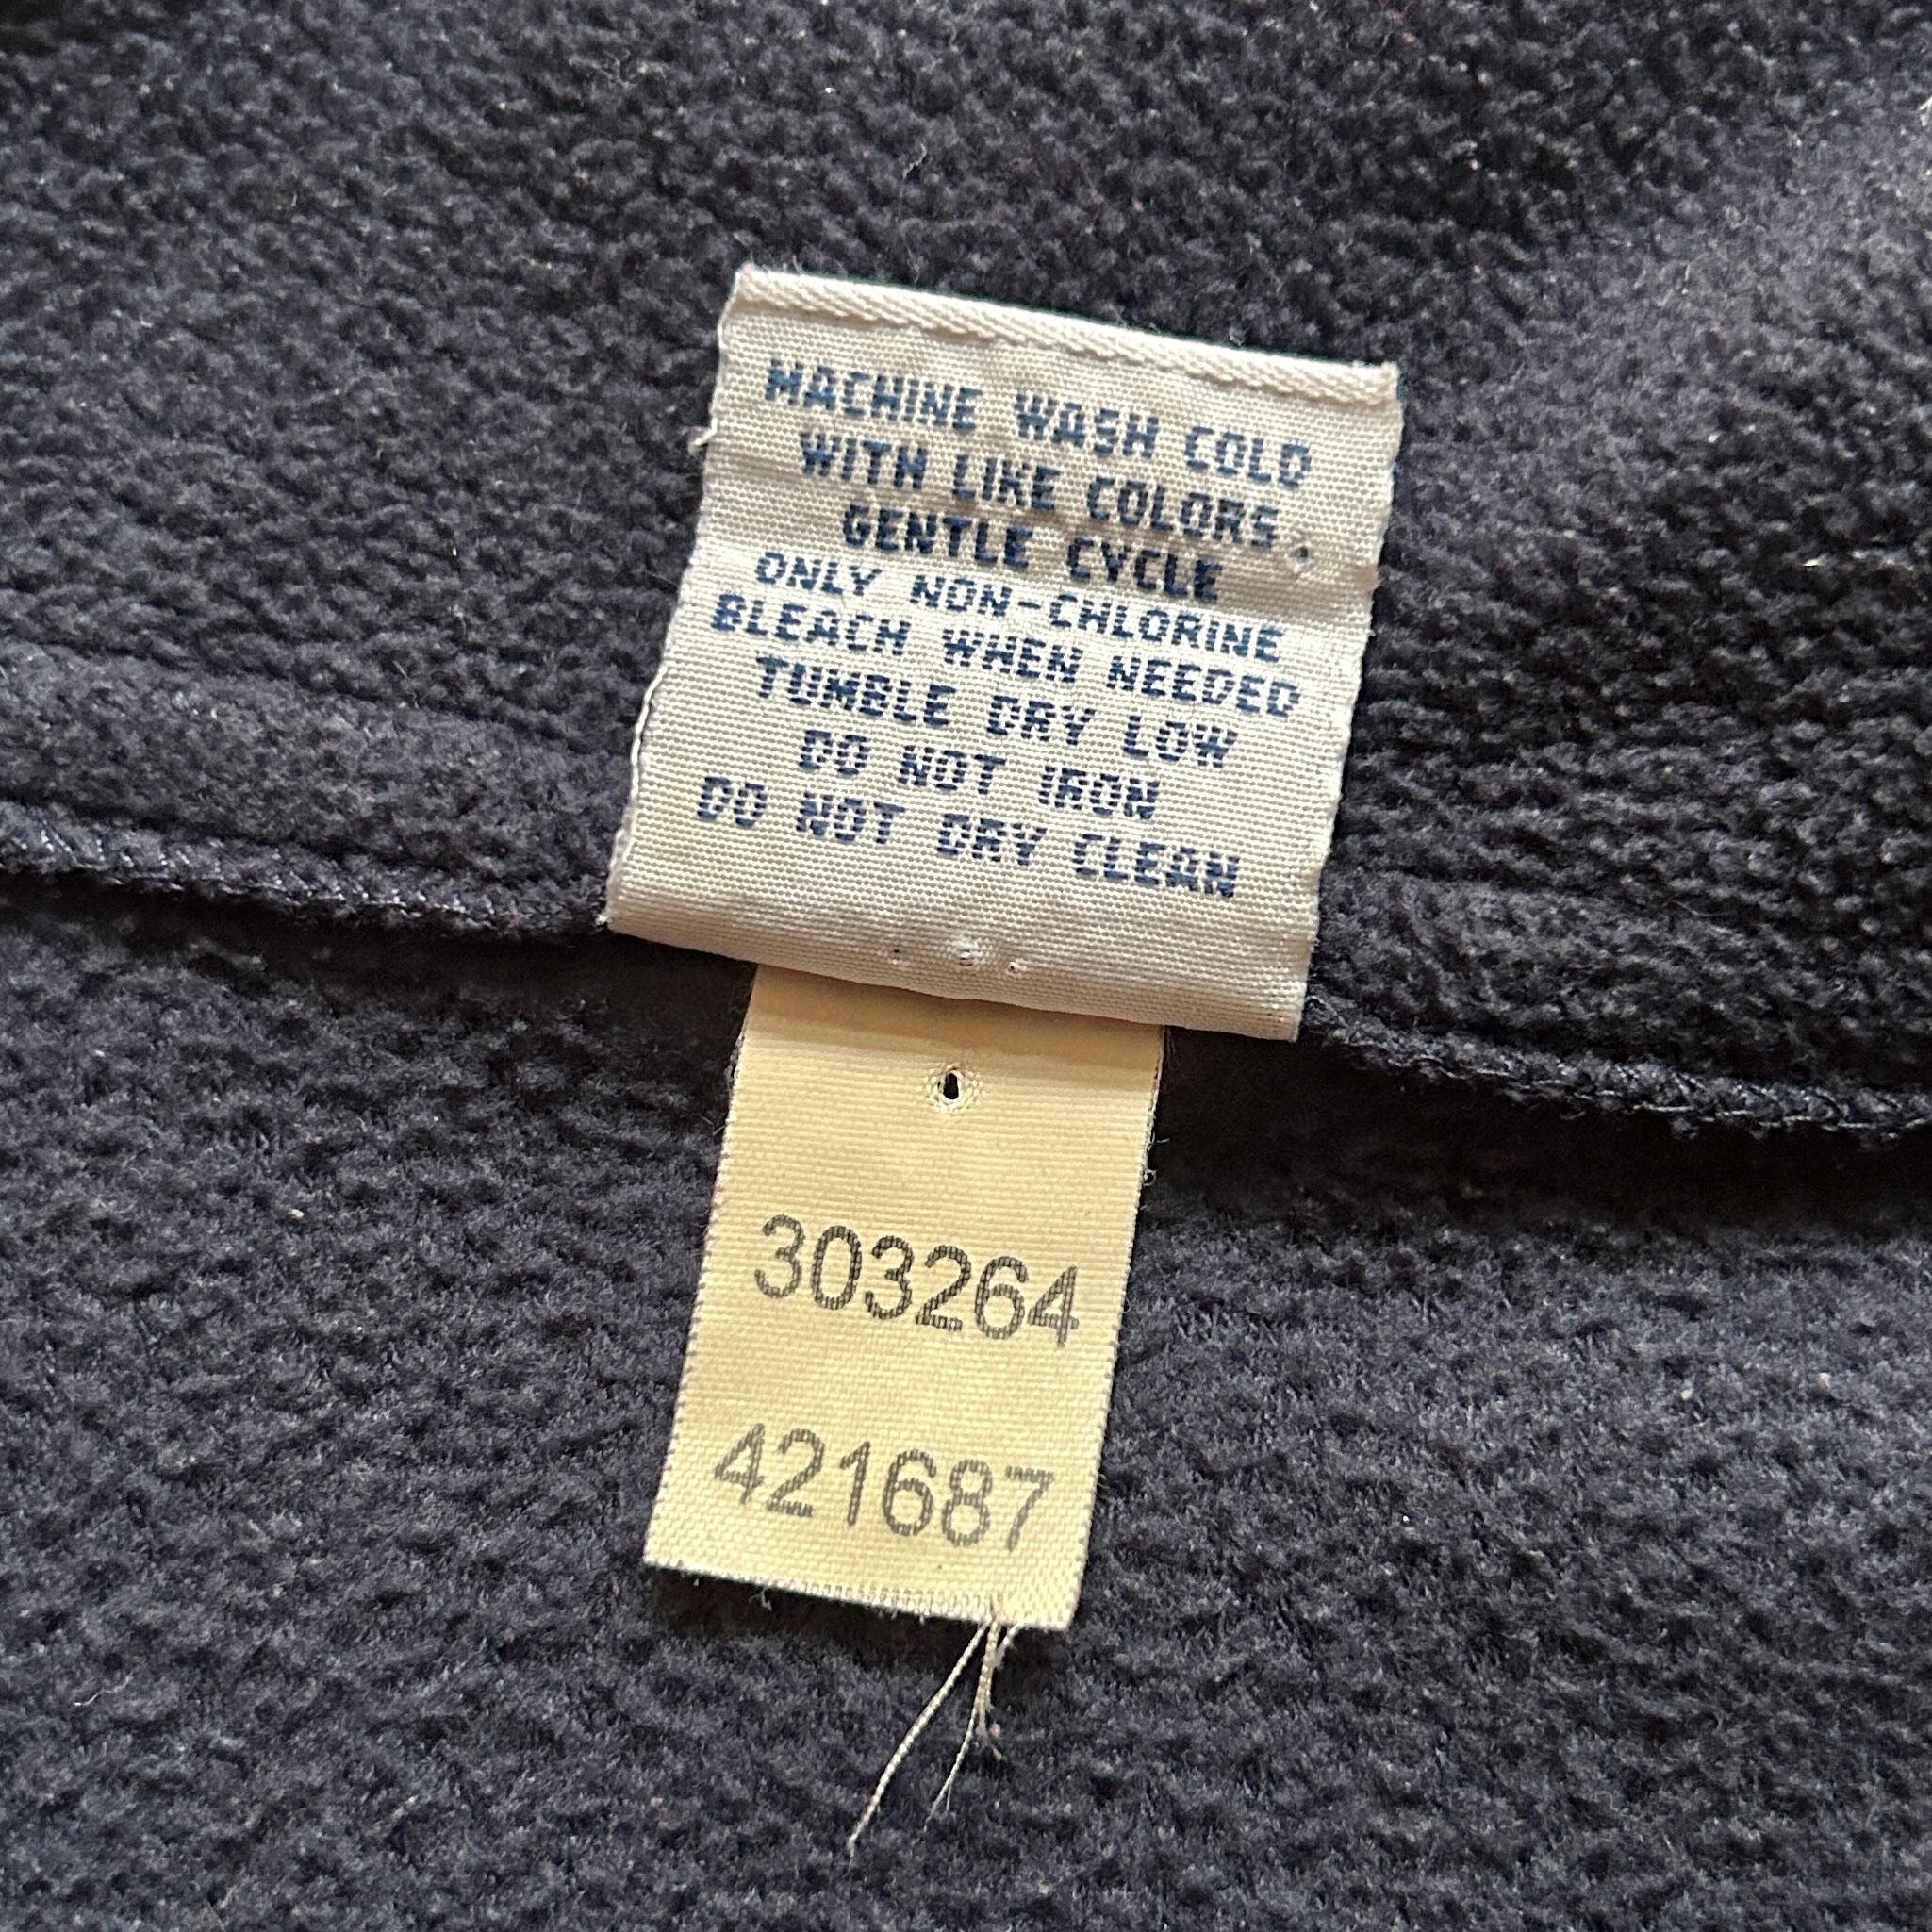 MACHINE WASH COLD
WITH LIKE COLORS
GENTLE CYCLE
ONLY NON-CHLORINE
BLEACH WHEN NEEDED
TUMBLE DRY LOW
DO NOT IRON
DO NOT DRY CLEAN
303264
421687